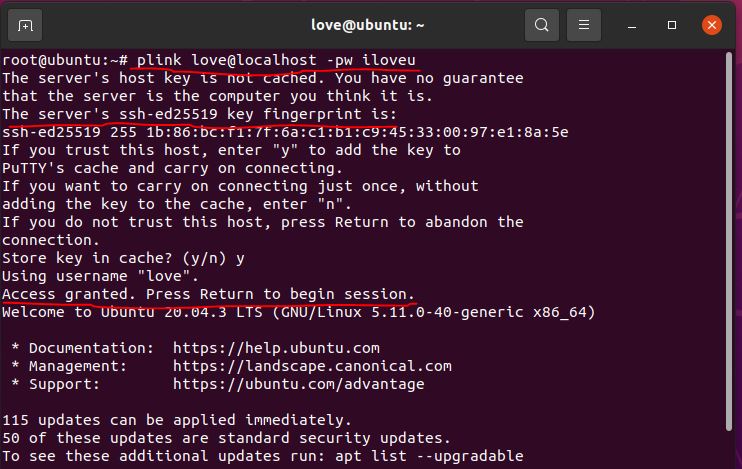 love@ubuntu: ~
root@ubuntu:~# plink love@localhost -pw iloveu
The server's host key is not cached. You have no guarantee
that the server is the computer you think it is.
The server's ssh-ed25519 key fingerprint is:
ssh-ed25519 255 1b:86:bc:f1:7f:6a:c1:b1:c9:45:33:00:97:e1:8a:5e
If you trust this host, enter "y" to add the key to
PuTTY's cache and carry on connecting.
If you want to carry on connecting just once, without
adding the key to the cache, enter "n".
If you do not trust this host, press Return to abandon the
connection.
Store key in cache? (y/n) y
Using username "love".
Access granted. Press Return to begin session.
Welcome to Ubuntu 20.04.3 LTS (GNU/Linux 5.11.0-40-generic x86_64)
* Documentation:  https://help.ubuntu.com
* Management:     https://landscape.canonical.com
* Support:        https://ubuntu.com/advantage
115 updates can be applied immediately.
50 of these updates are standard security updates.
To see these additional updates run: apt list --upgradable